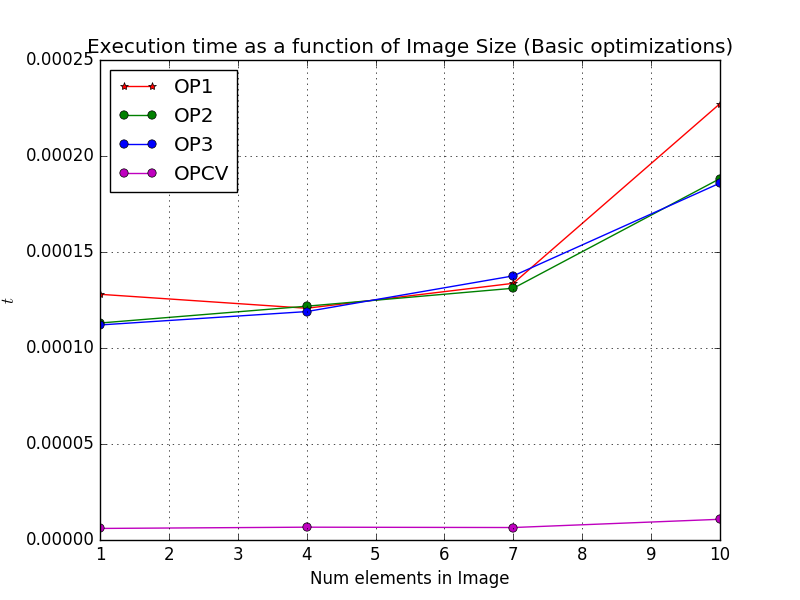 Execution time as a function of Image Size (Basic optimizations)
0.00025
0.00020
0.00015
0.00010
0.00005
0.00000
t
OP1
OP2
OP3
OPCV
1 2 3 4 5 6 7 8 9 10
Num elements in Image